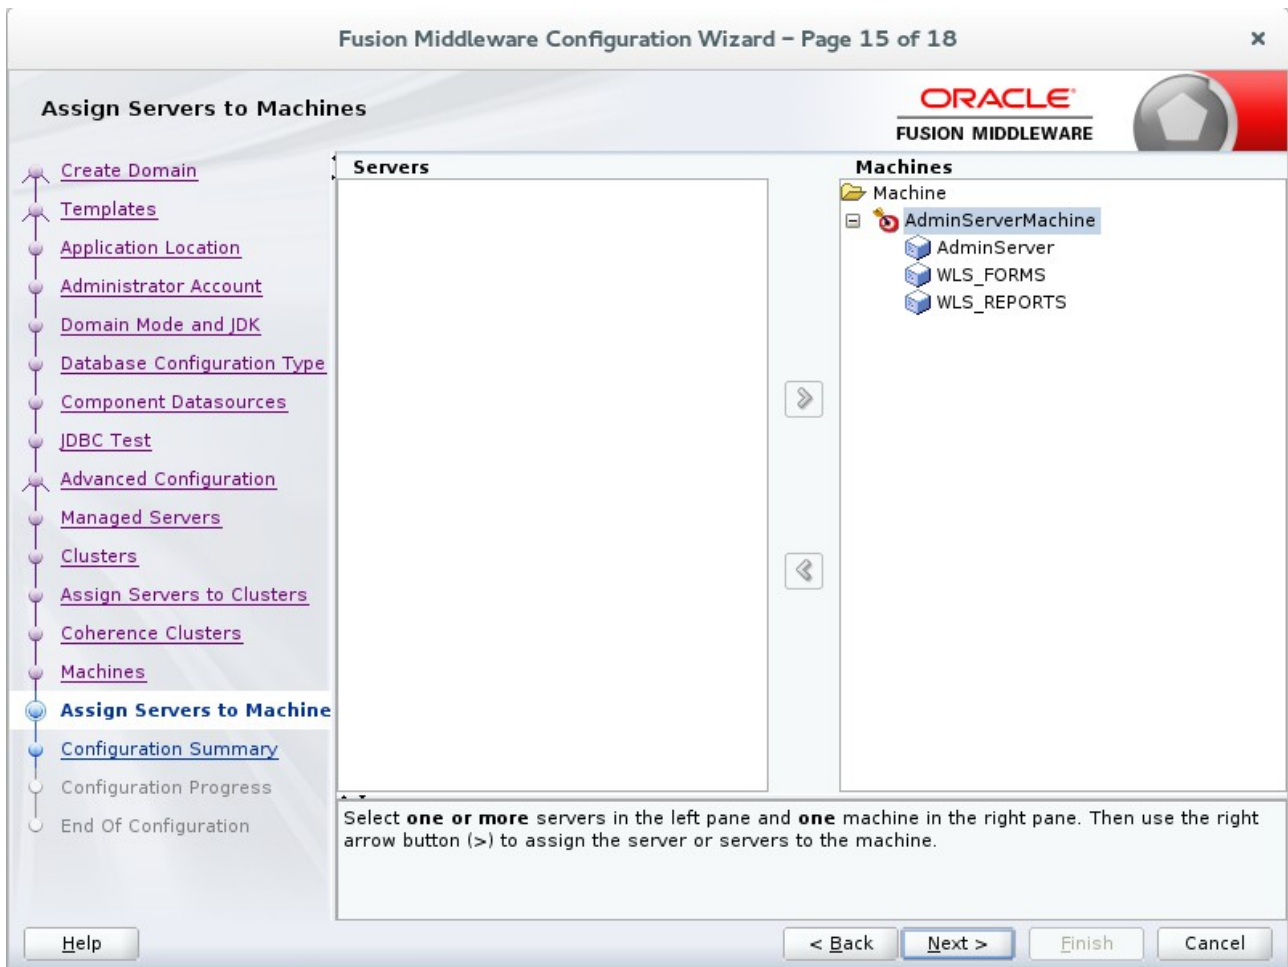 Fusion Middleware Configuration Wizard – Page 15 of 18
Assign Servers to Machines
ORACLE
FUSION MIDDLEWARE
Create Domain
Templates
Application Location
Administrator Account
Domain Mode and JDK
Database Configuration Type
Component Datasources
JDBC Test
Advanced Configuration
Managed Servers
Clusters
Assign Servers to Clusters
Coherence Clusters
Machines
Assign Servers to Machine
Configuration Summary
Configuration Progress
End Of Configuration
Servers
Machines
Machine
AdminServerMachine
AdminServer
WLS_FORMS
WLS_REPORTS
Select one or more servers in the left pane and one machine in the right pane. Then use the right
arrow button (>) to assign the server or servers to the machine.
Help
< Back
Next >
Finish
Cancel